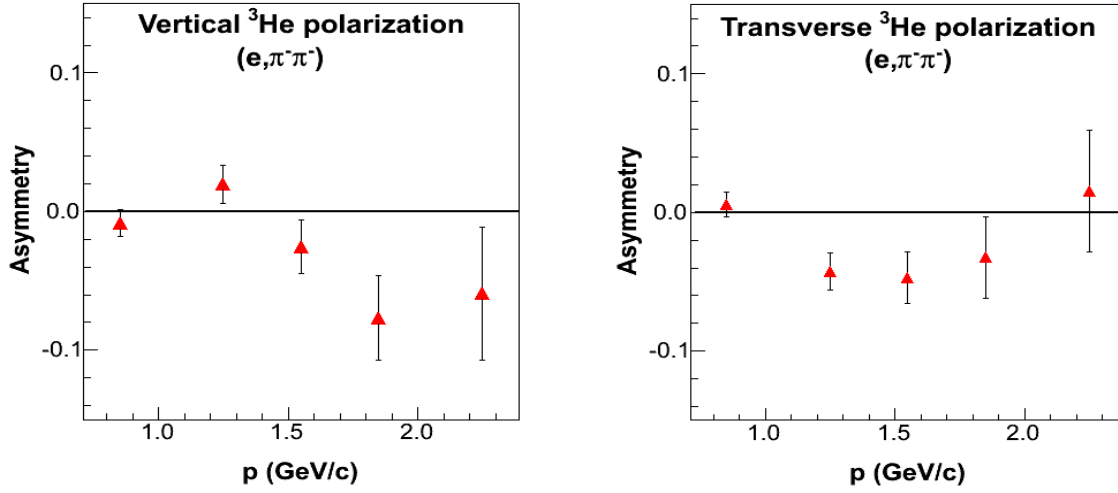 Vertical ³He polarization
(e,π⁻π⁻)
0.1
0.0
-0.1
Asymmetry
1.0
1.5
2.0
p (GeV/c)
Transverse ³He polarization
(e,π⁻π⁻)
0.1
0.0
-0.1
Asymmetry
1.0
1.5
2.0
p (GeV/c)